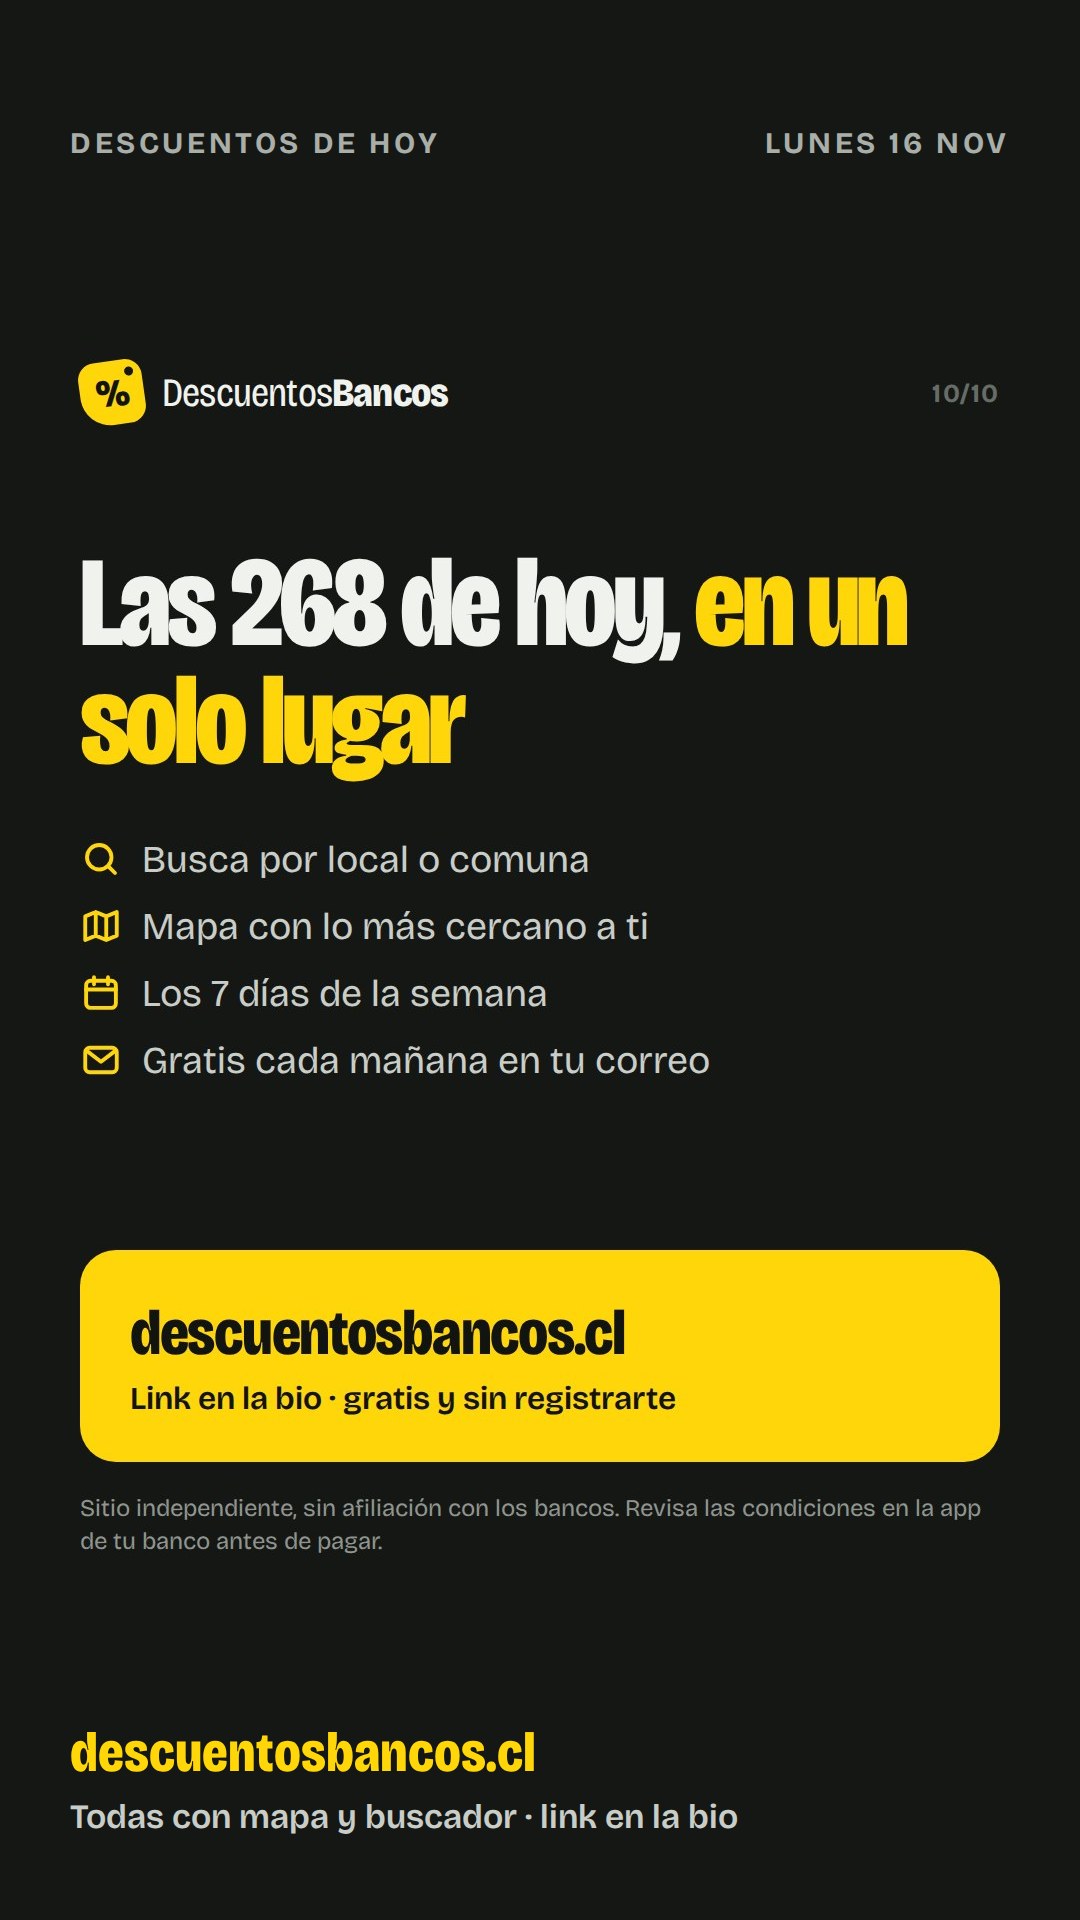 DESCUENTOS DE HOY
LUNES 16 NOV
%
DescuentosBancos
10/10
Las 268 de hoy, en un
solo lugar
Busca por local o comuna
Mapa con lo más cercano a ti
Los 7 días de la semana
Gratis cada mañana en tu correo
descuentosbancos.cl
Link en la bio · gratis y sin registrarte
Sitio independiente, sin afiliación con los bancos. Revisa las condiciones en la app
de tu banco antes de pagar.
descuentosbancos.cl
Todas con mapa y buscador · link en la bio